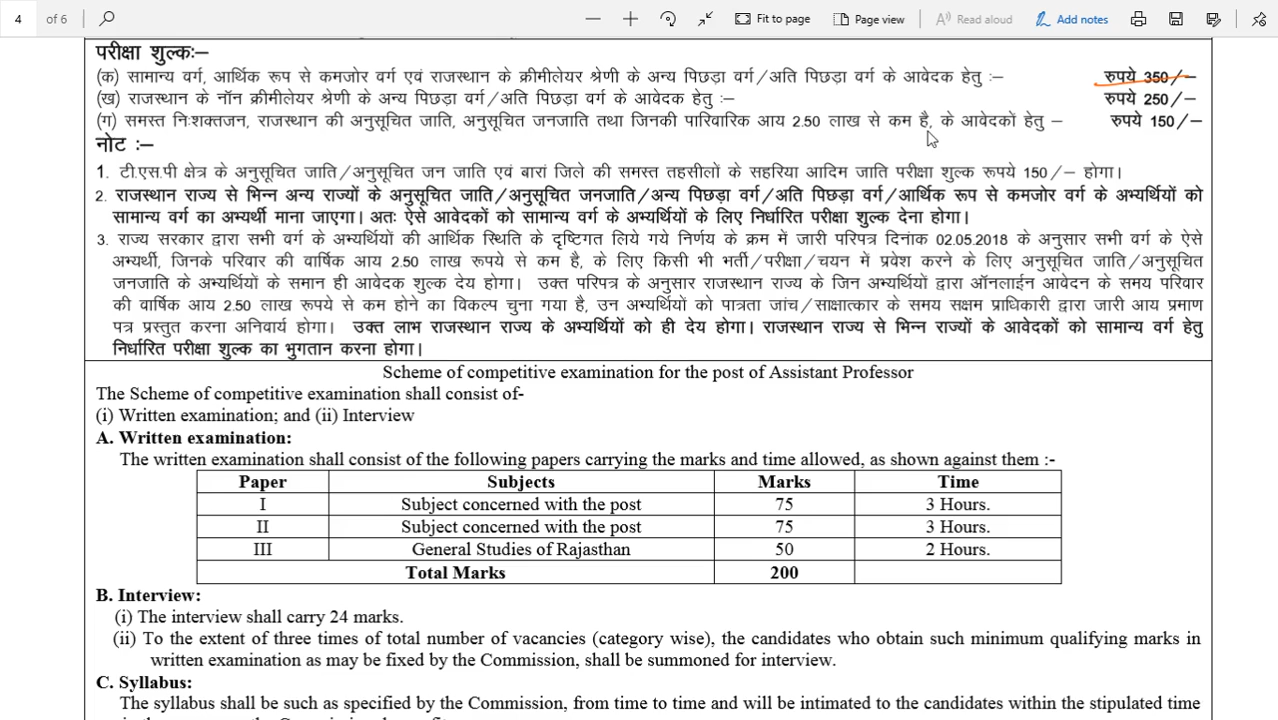 4 of 6 Fit to page Page view Read aloud Add notes
परीक्षा शुल्कः–
(क) सामान्य वर्ग, आर्थिक रूप से कमजोर वर्ग एवं राजस्थान के क्रीमीलेयर श्रेणी के अन्य पिछड़ा वर्ग/अति पिछड़ा वर्ग के आवेदक हेतु :– रुपये 350/–
(ख) राजस्थान के नॉन क्रीमीलेयर श्रेणी के अन्य पिछड़ा वर्ग/अति पिछड़ा वर्ग के आवेदक हेतु :– रुपये 250/–
(ग) समस्त निःशक्तजन, राजस्थान की अनुसूचित जाति, अनुसूचित जनजाति तथा जिनकी पारिवारिक आय 2.50 लाख से कम है, के आवेदकों हेतु – रुपये 150/–
नोट :–
1. टी.एस.पी क्षेत्र के अनुसूचित जाति/अनुसूचित जन जाति एवं बारां जिले की समस्त तहसीलों के सहरिया आदिम जाति परीक्षा शुल्क रूपये 150/– होगा।
2. राजस्थान राज्य से भिन्न अन्य राज्यों के अनुसूचित जाति/अनुसूचित जनजाति/अन्य पिछड़ा वर्ग/अति पिछड़ा वर्ग/आर्थिक रूप से कमजोर वर्ग के अभ्यर्थियों को
सामान्य वर्ग का अभ्यर्थी माना जाएगा। अतः ऐसे आवेदकों को सामान्य वर्ग के अभ्यर्थियों के लिए निर्धारित परीक्षा शुल्क देना होगा।
3. राज्य सरकार द्वारा सभी वर्ग के अभ्यर्थियों की आर्थिक स्थिति के दृष्टिगत लिये गये निर्णय के क्रम में जारी परिपत्र दिनांक 02.05.2018 के अनुसार सभी वर्ग के ऐसे
अभ्यर्थी, जिनके परिवार की वार्षिक आय 2.50 लाख रूपये से कम है, के लिए किसी भी भर्ती/परीक्षा/चयन में प्रवेश करने के लिए अनुसूचित जाति/अनुसूचित
जनजाति के अभ्यर्थियों के समान ही आवेदक शुल्क देय होगा। उक्त परिपत्र के अनुसार राजस्थान राज्य के जिन अभ्यर्थियों द्वारा ऑनलाईन आवेदन के समय परिवार
की वार्षिक आय 2.50 लाख रूपये से कम होने का विकल्प चुना गया है, उन अभ्यर्थियों को पात्रता जांच/साक्षात्कार के समय सक्षम प्राधिकारी द्वारा जारी आय प्रमाण
पत्र प्रस्तुत करना अनिवार्य होगा। उक्त लाभ राजस्थान राज्य के अभ्यर्थियों को ही देय होगा। राजस्थान राज्य से भिन्न राज्यों के आवेदकों को सामान्य वर्ग हेतु
निर्धारित परीक्षा शुल्क का भुगतान करना होगा।
Scheme of competitive examination for the post of Assistant Professor
The Scheme of competitive examination shall consist of-
(i) Written examination; and (ii) Interview
A. Written examination:
The written examination shall consist of the following papers carrying the marks and time allowed, as shown against them :-
Paper Subjects Marks Time
I Subject concerned with the post 75 3 Hours.
II Subject concerned with the post 75 3 Hours.
III General Studies of Rajasthan 50 2 Hours.
Total Marks 200
B. Interview:
(i) The interview shall carry 24 marks.
(ii) To the extent of three times of total number of vacancies (category wise), the candidates who obtain such minimum qualifying marks in
written examination as may be fixed by the Commission, shall be summoned for interview.
C. Syllabus:
The syllabus shall be such as specified by the Commission, from time to time and will be intimated to the candidates within the stipulated time